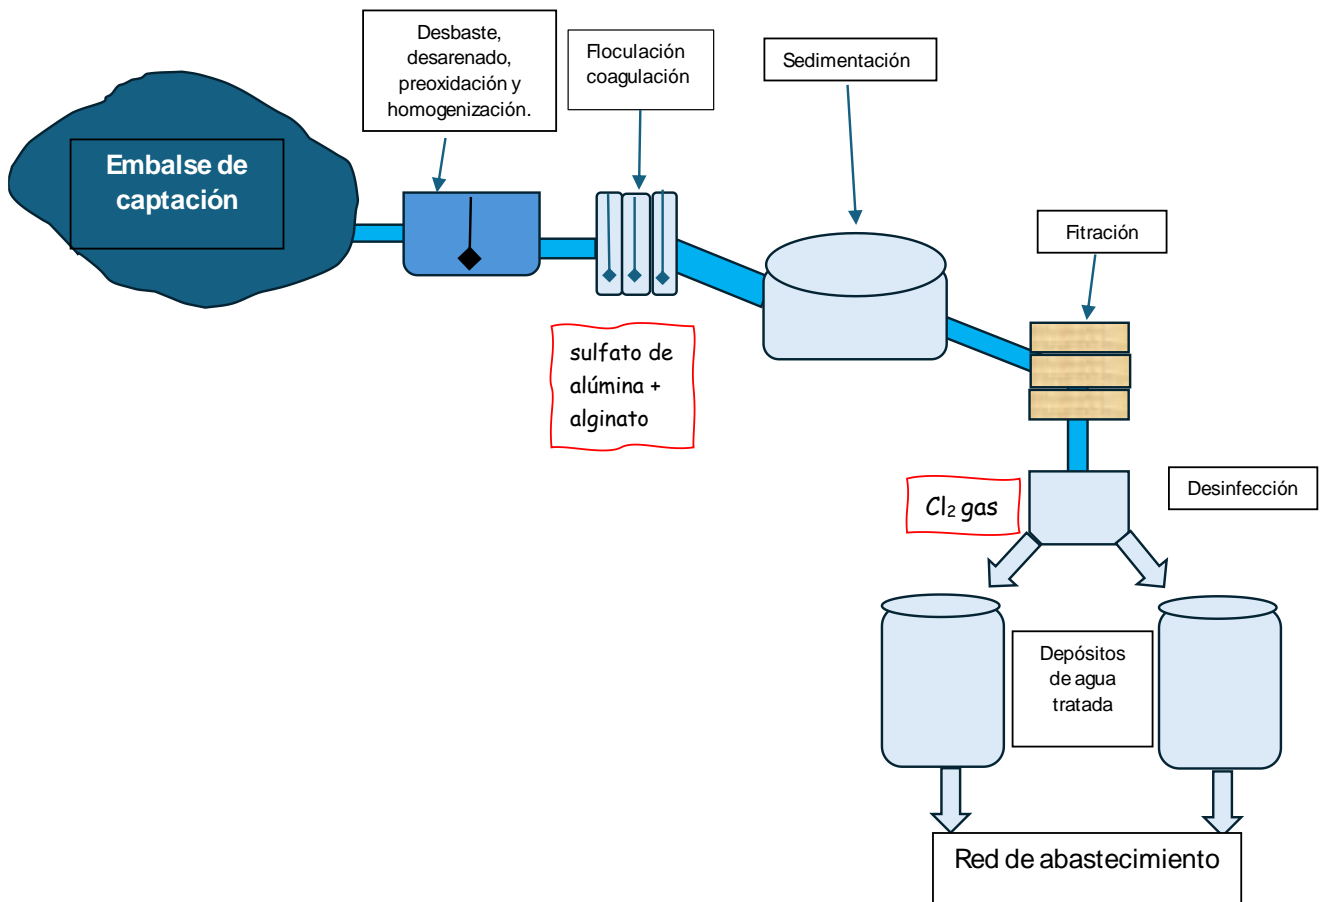 Desbaste,
desarenado,
preoxidación y
homogenización.
Floculación
coagulación
Sedimentación
Embalse de
captación
Fitración
sulfato de
alúmina +
alginato
Cl₂ gas
Desinfección
Depósitos
de agua
tratada
Red de abastecimiento